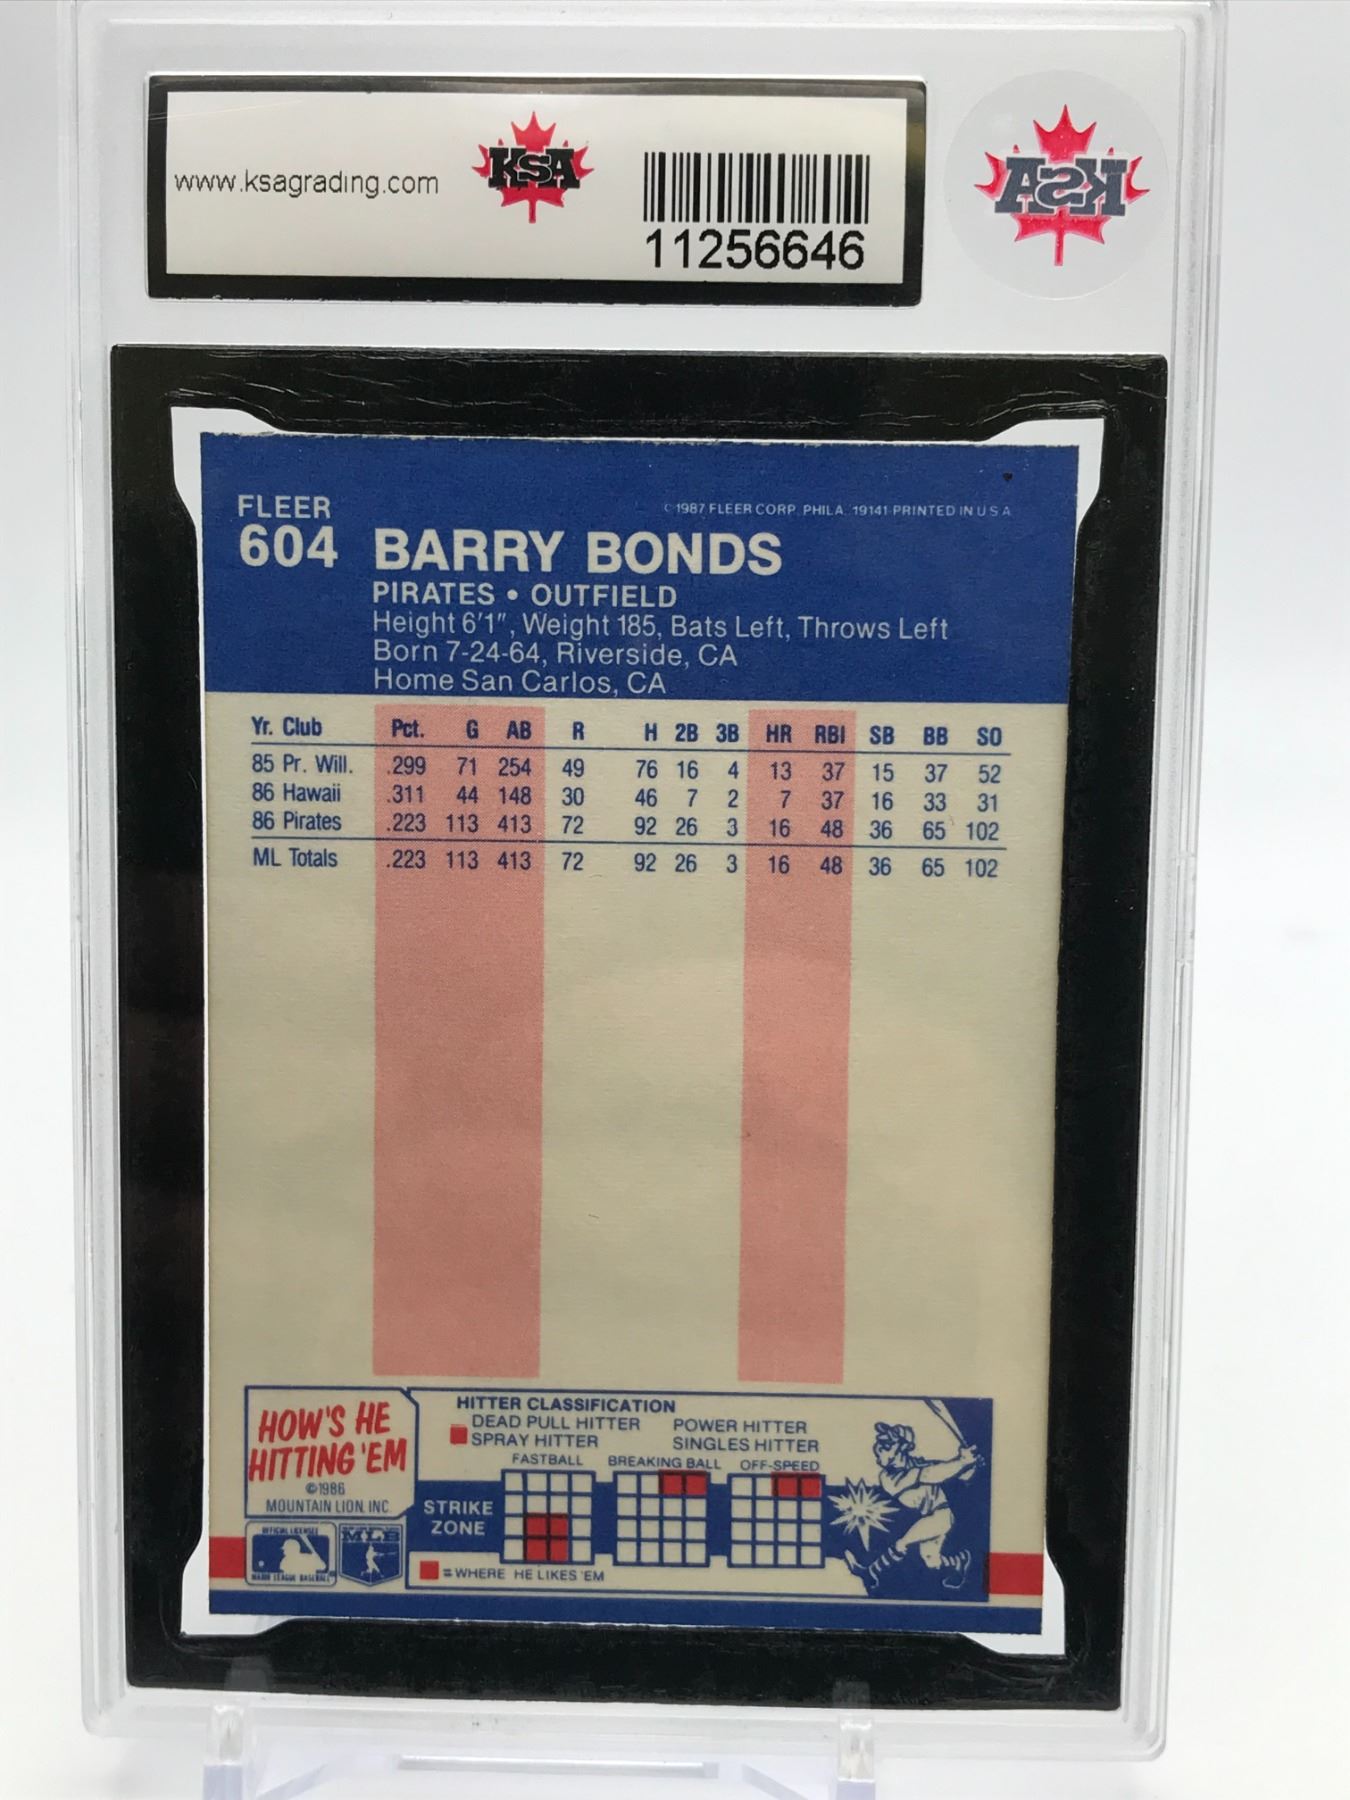 www.ksagrading.com
KSA
11256646
KSA
FLEER
604
© 1987 FLEER CORP. PHILA. 19141 PRINTED IN U S A
BARRY BONDS
PIRATES • OUTFIELD
Height 6'1", Weight 185, Bats Left, Throws Left
Born 7-24-64, Riverside, CA
Home San Carlos, CA
Yr. Club Pct. G AB R H 2B 3B HR RBI SB BB SO
85 Pr. Will. .299 71 254 49 76 16 4 13 37 15 37 52
86 Hawaii .311 44 148 30 46 7 2 7 37 16 33 31
86 Pirates .223 113 413 72 92 26 3 16 48 36 65 102
ML Totals .223 113 413 72 92 26 3 16 48 36 65 102
HOW'S HE
HITTING 'EM
©1986
MOUNTAIN LION, INC
OFFICIAL LICENSEE
MAJOR LEAGUE BASEBALL
MLB
HITTER CLASSIFICATION
DEAD PULL HITTER POWER HITTER
SPRAY HITTER SINGLES HITTER
FASTBALL BREAKING BALL OFF-SPEED
STRIKE
ZONE
= WHERE HE LIKES 'EM